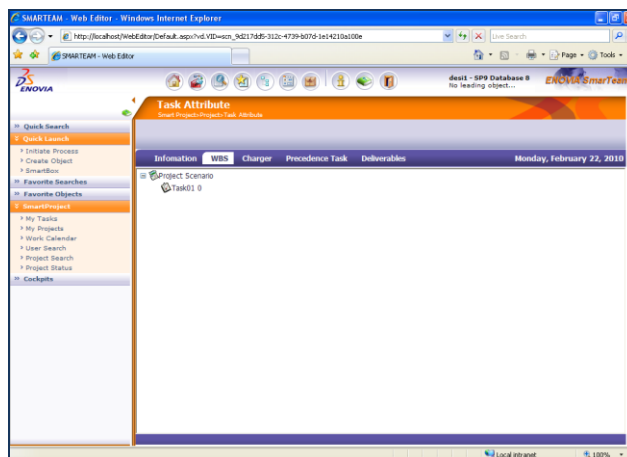 SMARTEAM - Web Editor - Windows Internet Explorer
http://localhost/WebEditor/Default.aspx?vd.VID=scn_9d217dd5-312c-4739-b07d-1e14210a100e
Live Search
SMARTEAM - Web Editor
Page
Tools
ENOVIA
desi1 - SP9 Database 8
No leading object...
ENOVIA SmarTeam
Task Attribute
Smart Project>Project>Task Attribute
Quick Search
Quick Launch
Initiate Process
Create Object
SmartBox
Favorite Searches
Favorite Objects
SmartProject
My Tasks
My Projects
Work Calendar
User Search
Project Search
Project Status
Cockpits
Infomation WBS Charger Precedence Task Deliverables Monday, February 22, 2010
Project Scenario
Task01 0
Local intranet 100%